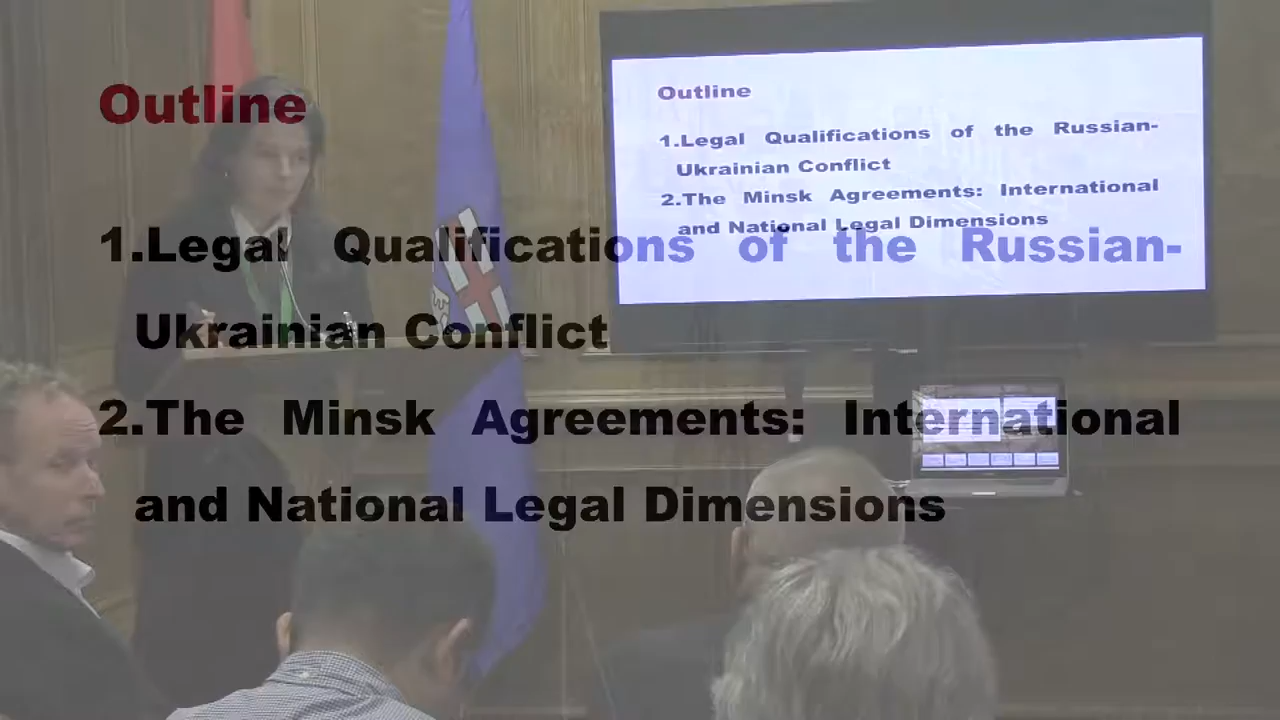 Outline
1.Legal Qualifications of the Russian-
Ukrainian Conflict
2.The Minsk Agreements: International
and National Legal Dimensions
Outline
1.Legal Qualifications of the Russian-
Ukrainian Conflict
2.The Minsk Agreements: International
and National Legal Dimensions